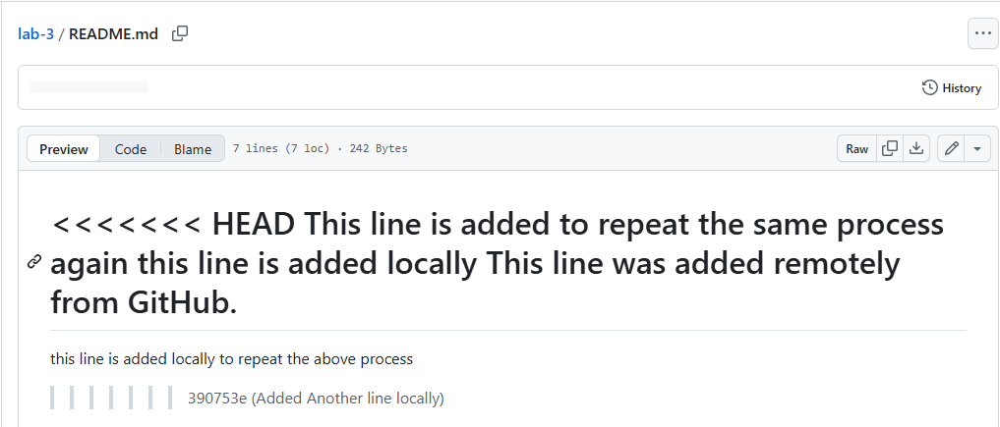 lab-3 / README.md
History
Preview Code Blame 7 lines (7 loc) · 242 Bytes Raw
<<<<<<< HEAD This line is added to repeat the same process
again this line is added locally This line was added remotely
from GitHub.
this line is added locally to repeat the above process
390753e (Added Another line locally)